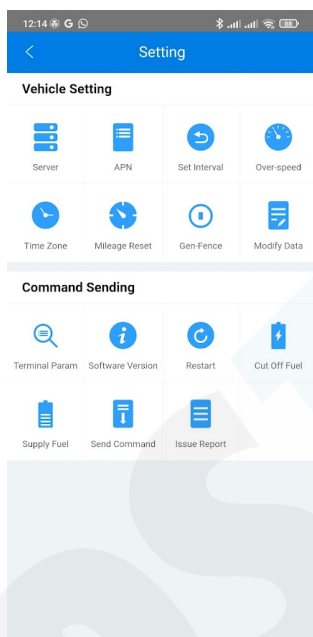 12:14 G 88
Setting
Vehicle Setting
Server APN Set Interval Over-speed
Time Zone Mileage Reset Gen-Fence Modify Data
Command Sending
Terminal Param Software Version Restart Cut Off Fuel
Supply Fuel Send Command Issue Report